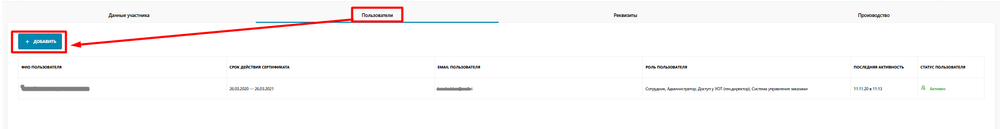 Данные участника Пользователи Реквизиты Производство
+ ДОБАВИТЬ
ФИО ПОЛЬЗОВАТЕЛЯ СРОК ДЕЙСТВИЯ СЕРТИФИКАТА EMAIL ПОЛЬЗОВАТЕЛЯ РОЛЬ ПОЛЬЗОВАТЕЛЯ ПОСЛЕДНЯЯ АКТИВНОСТЬ СТАТУС ПОЛЬЗОВАТЕЛЯ
26.03.2020 — 26.03.2021 Сотрудник, Администратор, Доступ у УОТ (ген.директор), Система управления заказами 11.11.20 в 11:13 Активен